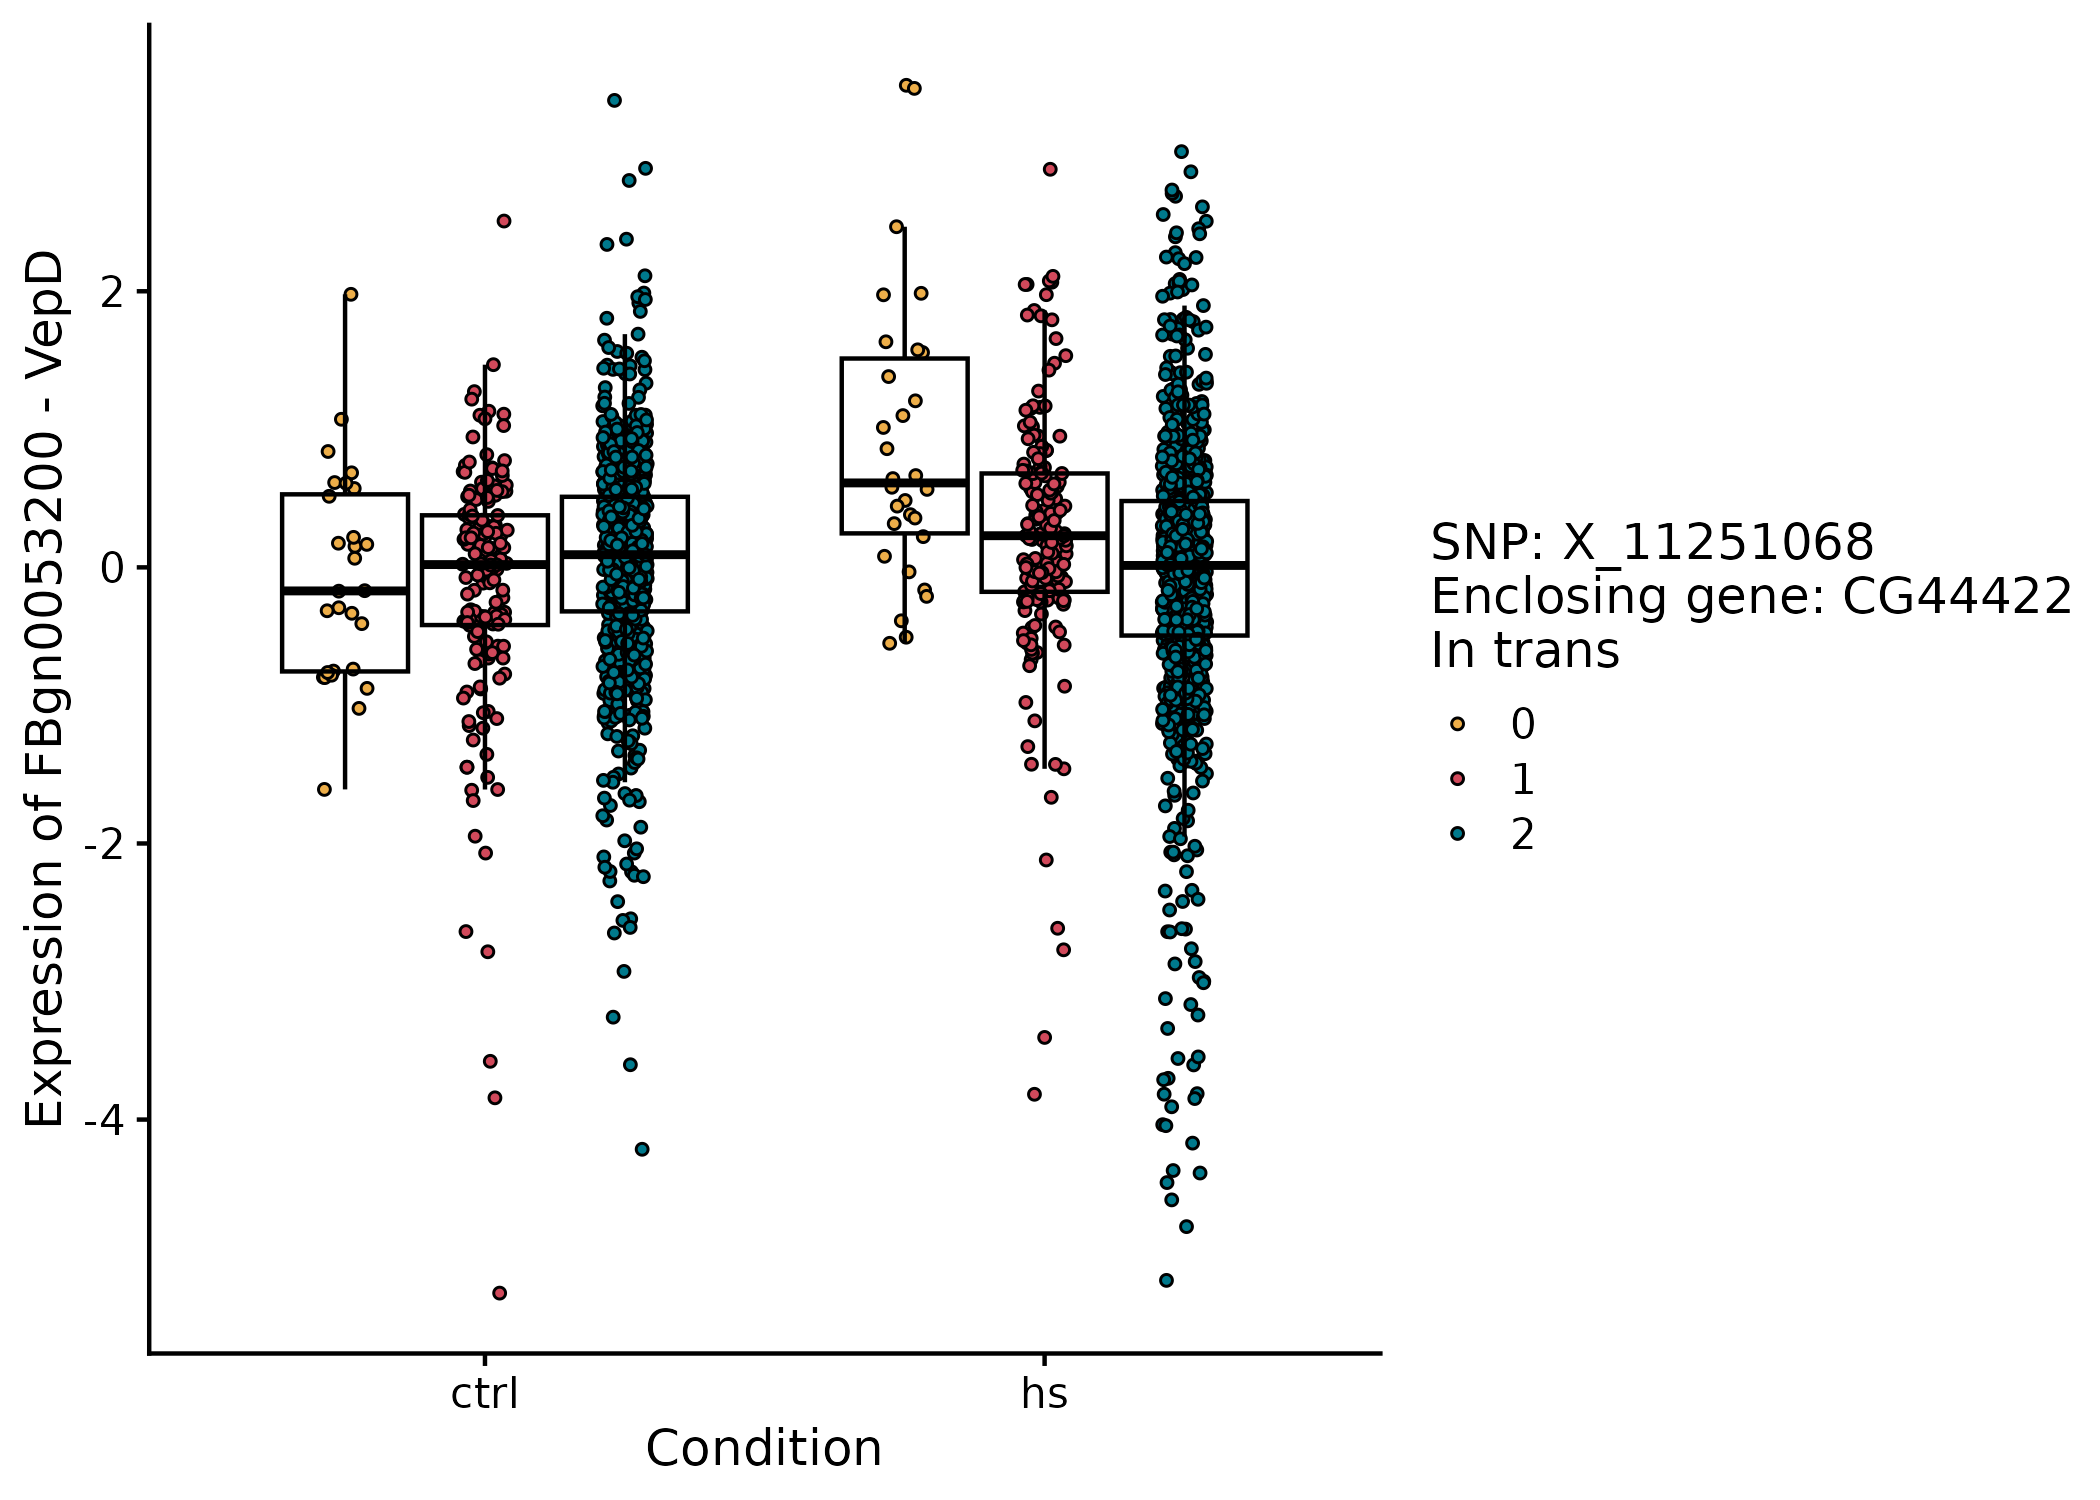 Expression of FBgn0053200 - VepD
2
0
-2
-4
ctrl
hs
Condition
SNP: X_11251068
Enclosing gene: CG44422
In trans
0
1
2